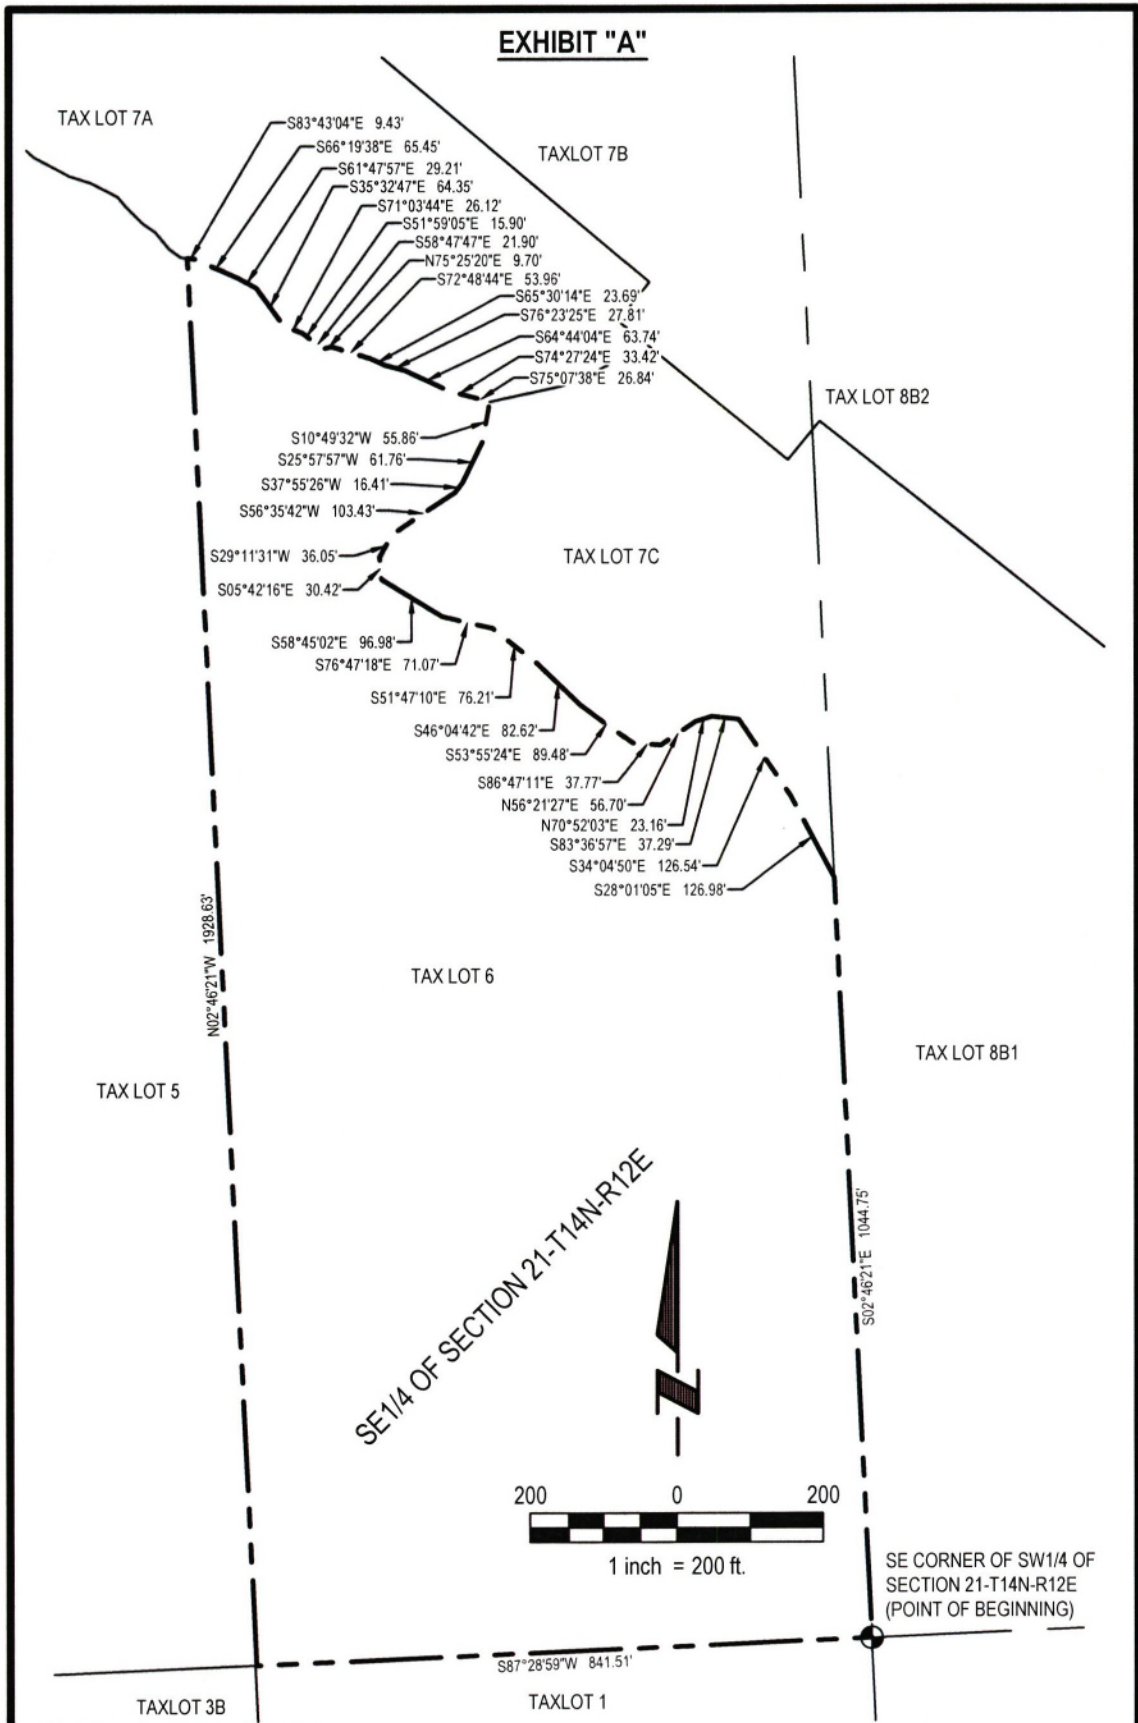 EXHIBIT "A"
TAX LOT 7A
TAXLOT 7B
S83°43'04"E 9.43'
S66°19'38"E 65.45'
S61°47'57"E 29.21'
S35°32'47"E 64.35'
S71°03'44"E 26.12'
S51°59'05"E 15.90'
S58°47'47"E 21.90'
N75°25'20"E 9.70'
S72°48'44"E 53.96'
S65°30'14"E 23.69'
S76°23'25"E 27.81'
S64°44'04"E 63.74'
S74°27'24"E 33.42'
S75°07'38"E 26.84'
TAX LOT 8B2
S10°49'32"W 55.86'
S25°57'57"W 61.76'
S37°55'26"W 16.41'
S56°35'42"W 103.43'
S29°11'31"W 36.05'
TAX LOT 7C
S05°42'16"E 30.42'
S58°45'02"E 96.98'
S76°47'18"E 71.07'
S51°47'10"E 76.21'
S46°04'42"E 82.62'
S53°55'24"E 89.48'
S86°47'11"E 37.77'
N56°21'27"E 56.70'
N70°52'03"E 23.16'
S83°36'57"E 37.29'
S34°04'50"E 126.54'
S28°01'05"E 126.98'
N02°46'21"W 1928.63'
TAX LOT 6
TAX LOT 8B1
TAX LOT 5
S02°46'21"E 1044.75'
SE1/4 OF SECTION 21-T14N-R12E
N
200 0 200
1 inch = 200 ft.
SE CORNER OF SW1/4 OF
SECTION 21-T14N-R12E
(POINT OF BEGINNING)
S87°28'59"W 841.51'
TAXLOT 3B
TAXLOT 1